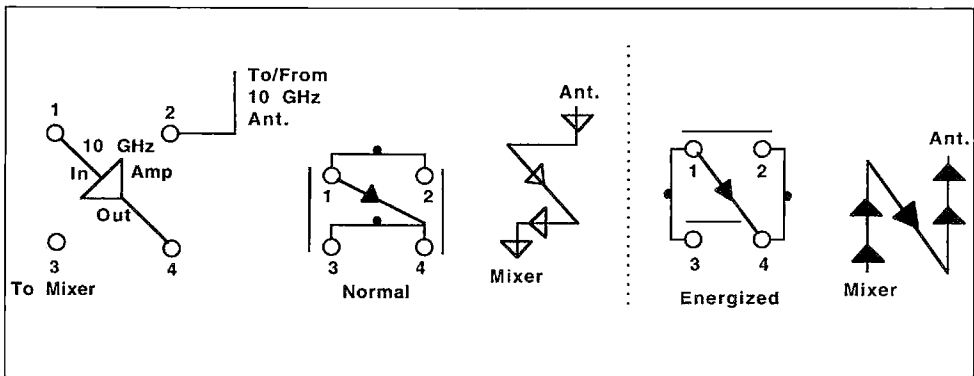 To/From
10 GHz
Ant.
1
2
10 GHz
In
Amp
Out
3
4
To Mixer
1
2
3
4
Normal
Ant.
Mixer
1
2
3
4
Energized
Ant.
Mixer